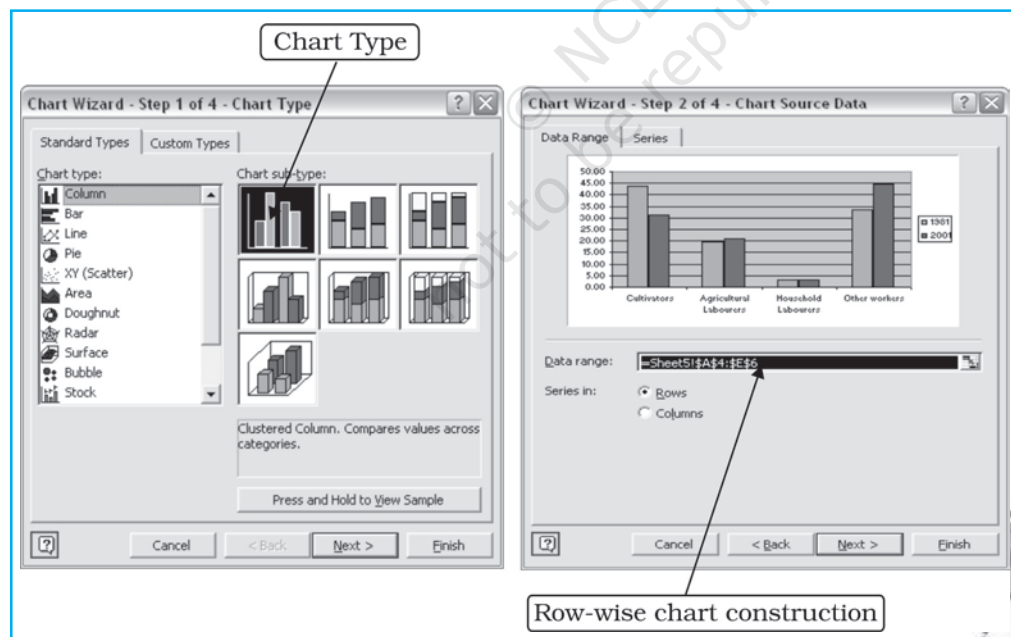 Chart Type
Chart Wizard - Step 1 of 4 - Chart Type
Standard Types
Custom Types
Chart type:
Column
Bar
Line
Pie
XY (Scatter)
Area
Doughnut
Radar
Surface
Bubble
Stock
Chart sub-type:
Clustered Column. Compares values across
categories.
Press and Hold to View Sample
Cancel
< Back
Next >
Finish
Chart Wizard - Step 2 of 4 - Chart Source Data
Data Range
Series
50.00
45.00
40.00
35.00
30.00
25.00
20.00
15.00
10.00
5.00
0.00
Cultivators
Agricultural
Labourers
Household
Labourers
Other workers
1981
2001
Data range:
=Sheet5!$A$4:$E$6
Series in:
Rows
Columns
Cancel
< Back
Next >
Finish
Row-wise chart construction
not to be repu